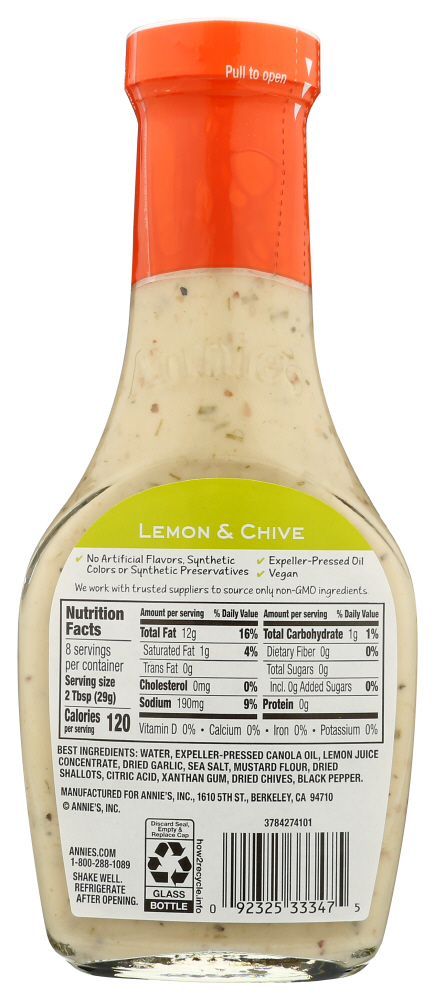 Pull to open
LEMON & CHIVE
✓ No Artificial Flavors, Synthetic Colors or Synthetic Preservatives
✓ Expeller-Pressed Oil
✓ Vegan
We work with trusted suppliers to source only non-GMO ingredients
Nutrition
Facts
8 servings
per container
Serving size
2 Tbsp (29g)
Calories 120
per serving
Amount per serving % Daily Value
Total Fat 12g 16%
Saturated Fat 1g 4%
Trans Fat 0g
Cholesterol 0mg 0%
Sodium 190mg 9%
Amount per serving % Daily Value
Total Carbohydrate 1g 1%
Dietary Fiber 0g 0%
Total Sugars 0g
Incl. 0g Added Sugars 0%
Protein 0g
Vitamin D 0% • Calcium 0% • Iron 0% • Potassium 0%
BEST INGREDIENTS: WATER, EXPELLER-PRESSED CANOLA OIL, LEMON JUICE
CONCENTRATE, DRIED GARLIC, SEA SALT, MUSTARD FLOUR, DRIED
SHALLOTS, CITRIC ACID, XANTHAN GUM, DRIED CHIVES, BLACK PEPPER.
MANUFACTURED FOR ANNIE'S, INC., 1610 5TH ST., BERKELEY, CA 94710
© ANNIE'S, INC.
ANNIES.COM
1-800-288-1089
SHAKE WELL.
REFRIGERATE
AFTER OPENING.
Discard Seal,
Empty &
Replace Cap
GLASS
BOTTLE
how2recycle.info
3784274101
0 92325 33347 5